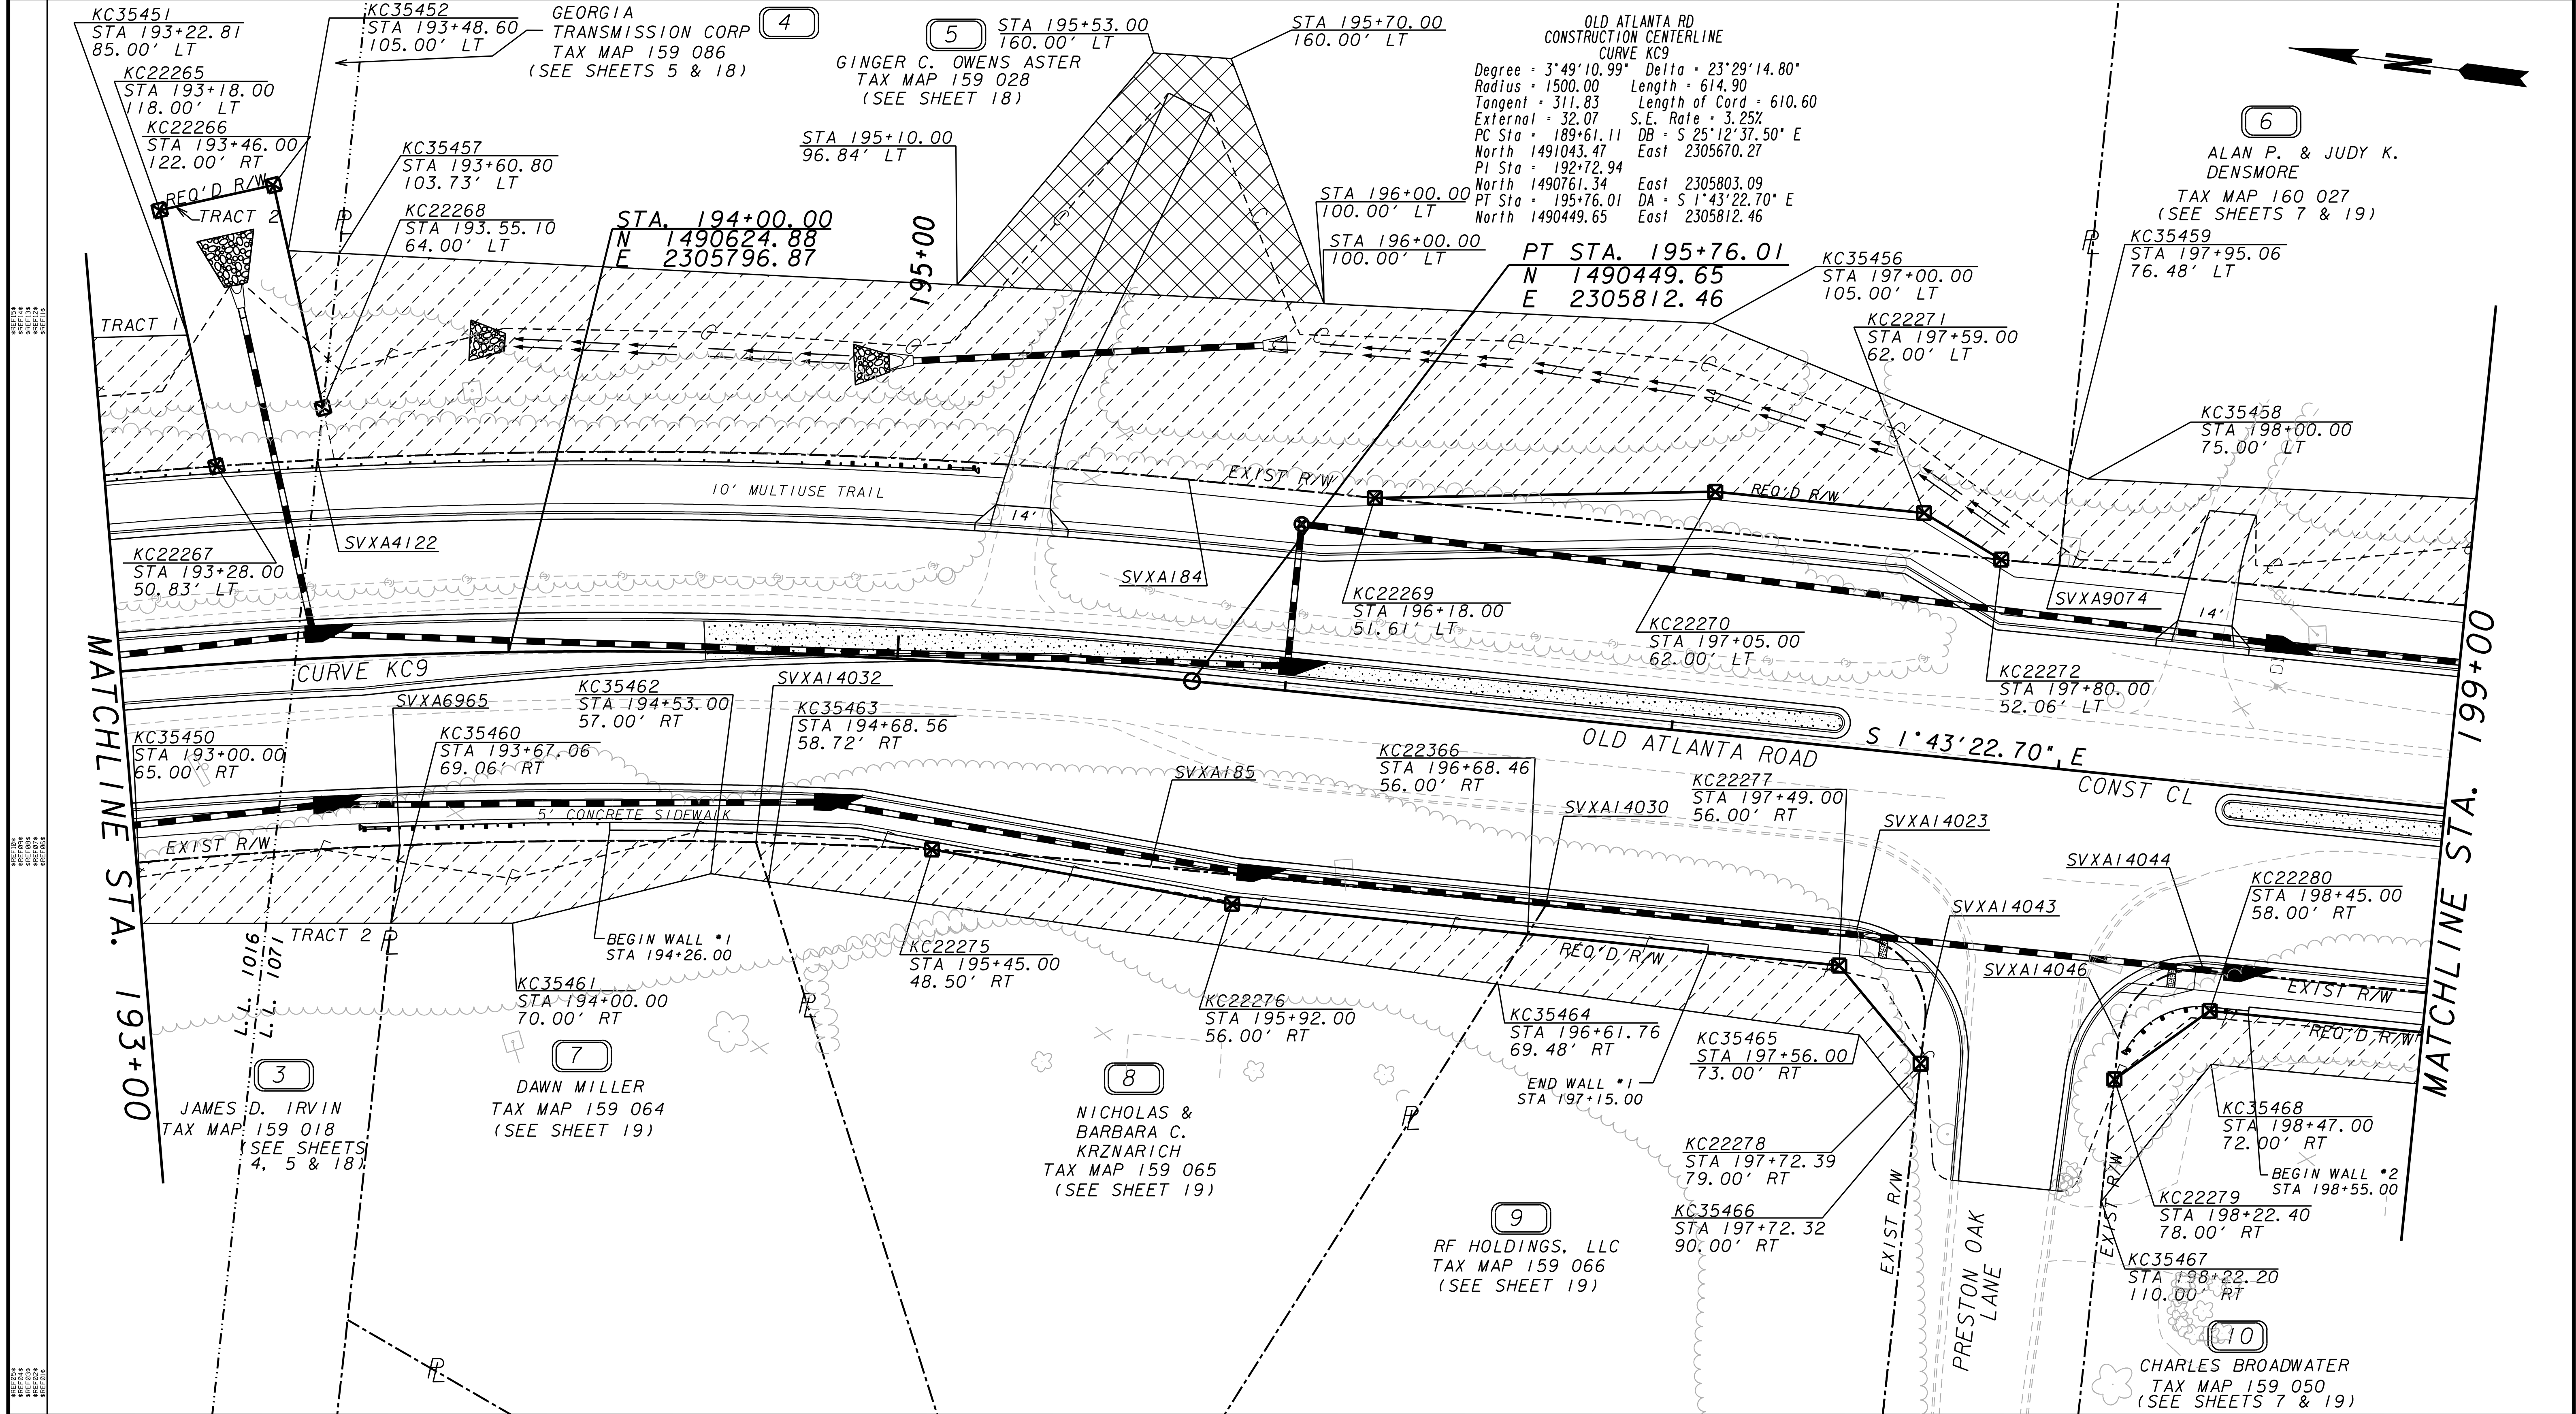 KC35451
STA 193+22.81
85.00' LT
KC22265
STA 193+18.00
118.00' LT
KC22266
STA 193+46.00
122.00' RT
REQ'D R/W
TRACT 2
TRACT 1
KC35452
STA 193+48.60
105.00' LT
GEORGIA
TRANSMISSION CORP
TAX MAP 159 086
(SEE SHEETS 5 & 18)
4
KC35457
STA 193+60.80
103.73' LT
KC22268
STA 193.55.10
64.00' LT
STA. 194+00.00
N 1490624.88
E 2305796.87
5
GINGER C. OWENS ASTER
TAX MAP 159 028
(SEE SHEET 18)
STA 195+53.00
160.00' LT
STA 195+70.00
160.00' LT
STA 195+10.00
96.84' LT
195+00
OLD ATLANTA RD
CONSTRUCTION CENTERLINE
CURVE KC9
Degree = 3°49'10.99" Delta = 23°29'14.80"
Radius = 1500.00 Length = 614.90
Tangent = 311.83 Length of Cord = 610.60
External = 32.07 S.E. Rate = 3.25%
PC Sta = 189+61.11 DB = S 25°12'37.50" E
North 1491043.47 East 2305670.27
PI Sta = 192+72.94
North 1490761.34 East 2305803.09
PT Sta = 195+76.01 DA = S 1°43'22.70" E
North 1490449.65 East 2305812.46
STA 196+00.00
100.00' LT
STA 196+00.00
100.00' LT
PT STA. 195+76.01
N 1490449.65
E 2305812.46
N
6
ALAN P. & JUDY K.
DENSMORE
TAX MAP 160 027
(SEE SHEETS 7 & 19)
KC35459
STA 197+95.06
76.48' LT
KC35456
STA 197+00.00
105.00' LT
KC22271
STA 197+59.00
62.00' LT
KC35458
STA 198+00.00
75.00' LT
10' MULTIUSE TRAIL
EXIST R/W
REQ'D R/W
14'
14'
KC22267
STA 193+28.00
50.83' LT
SVXA4122
SVXA184
KC22269
STA 196+18.00
51.61' LT
KC22270
STA 197+05.00
62.00' LT
SVXA9074
KC22272
STA 197+80.00
52.06' LT
MATCHLINE STA. 193+00
MATCHLINE STA. 199+00
CURVE KC9
OLD ATLANTA ROAD
S 1°43'22.70" E
CONST CL
KC35450
STA 193+00.00
65.00' RT
SVXA6965
KC35460
STA 193+67.06
69.06' RT
KC35462
STA 194+53.00
57.00' RT
SVXA14032
KC35463
STA 194+68.56
58.72' RT
SVXA185
KC22366
STA 196+68.46
56.00' RT
SVXA14030
KC22277
STA 197+49.00
56.00' RT
SVXA14023
SVXA14044
KC22280
STA 198+45.00
58.00' RT
SVXA14043
SVXA14046
5' CONCRETE SIDEWALK
EXIST R/W
TRACT 2
L.L. 1016
L.L. 1071
BEGIN WALL #1
STA 194+26.00
KC35461
STA 194+00.00
70.00' RT
KC22275
STA 195+45.00
48.50' RT
KC22276
STA 195+92.00
56.00' RT
REQ'D R/W
KC35464
STA 196+61.76
69.48' RT
END WALL #1
STA 197+15.00
KC35465
STA 197+56.00
73.00' RT
KC22278
STA 197+72.39
79.00' RT
KC35466
STA 197+72.32
90.00' RT
EXIST R/W
REQ'D R/W
KC35468
STA 198+47.00
72.00' RT
BEGIN WALL #2
STA 198+55.00
KC22279
STA 198+22.40
78.00' RT
KC35467
STA 198+22.20
110.00' RT
EXIST R/W
EXIST R/W
PRESTON OAK
LANE
3
JAMES D. IRVIN
TAX MAP 159 018
(SEE SHEETS
4, 5 & 18)
7
DAWN MILLER
TAX MAP 159 064
(SEE SHEET 19)
8
NICHOLAS &
BARBARA C.
KRZNARICH
TAX MAP 159 065
(SEE SHEET 19)
9
RF HOLDINGS, LLC
TAX MAP 159 066
(SEE SHEET 19)
10
CHARLES BROADWATER
TAX MAP 159 050
(SEE SHEETS 7 & 19)